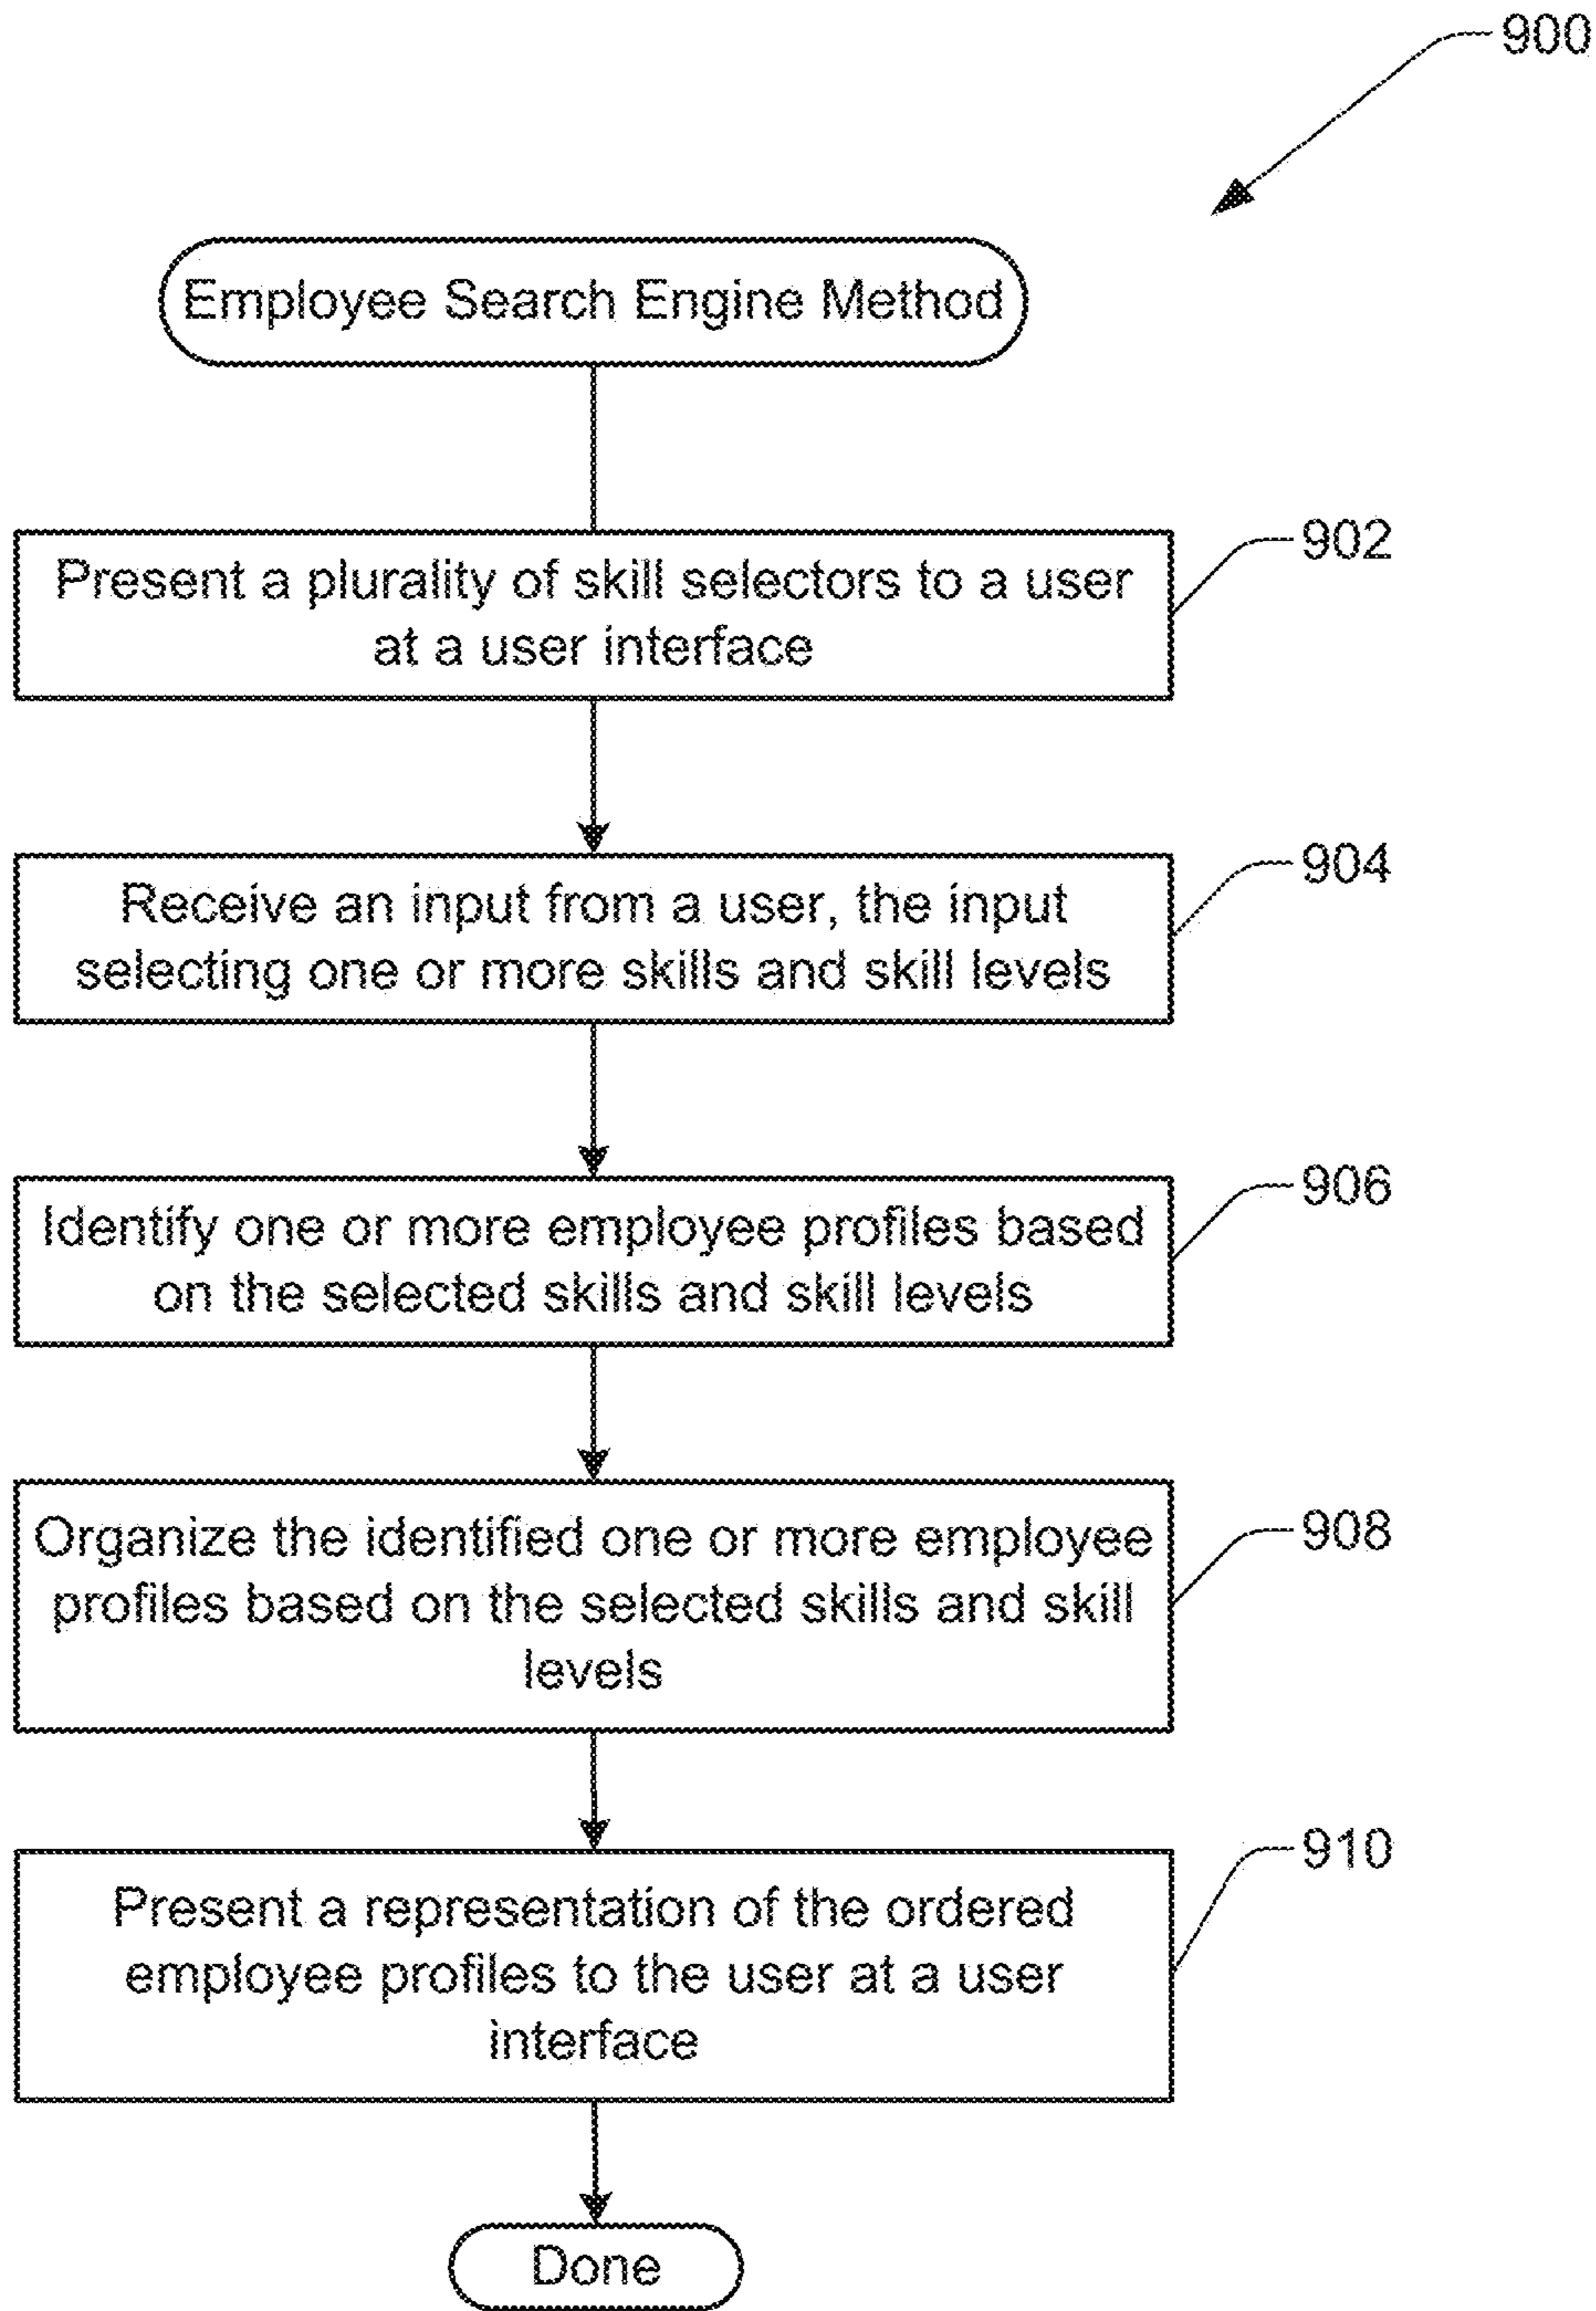 900
Employee Search Engine Method
902
Present a plurality of skill selectors to a user
at a user interface
904
Receive an input from a user, the input
selecting one or more skills and skill levels
906
Identify one or more employee profiles based
on the selected skills and skill levels
908
Organize the identified one or more employee
profiles based on the selected skills and skill
levels
910
Present a representation of the ordered
employee profiles to the user at a user
interface
Done